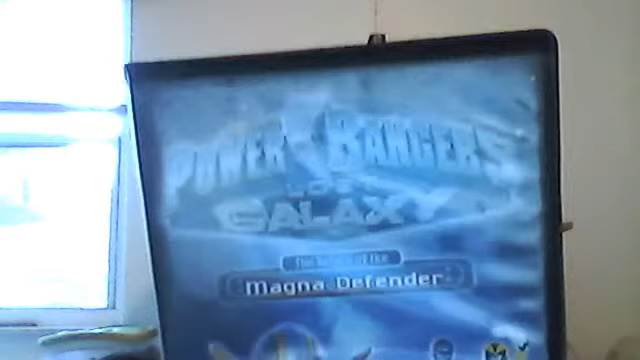 POWER RANGERS
LOST
GALAXY
The Return of the
Magna Defender